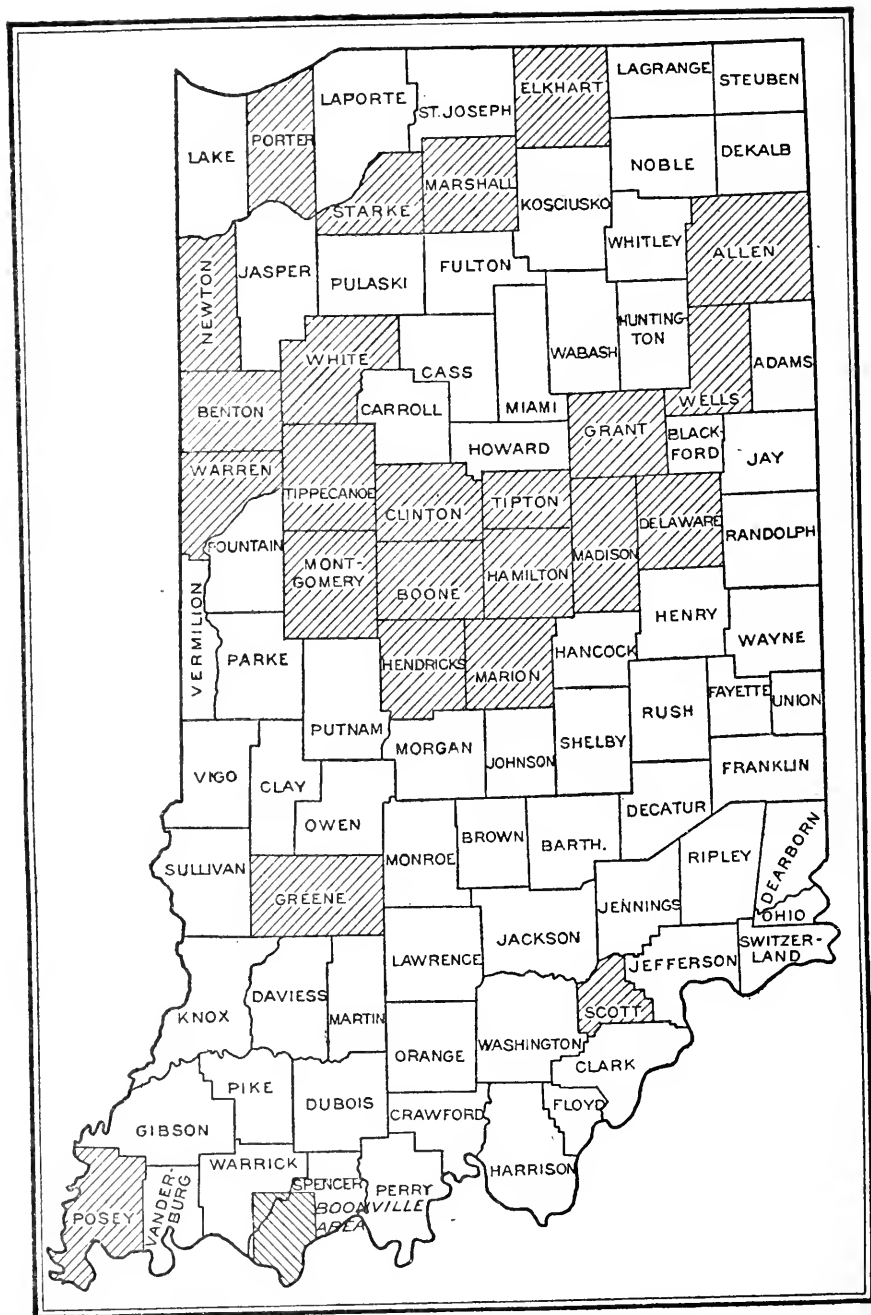 LAGRANGE
STEUBEN
ELKHART
LAPORTE
ST. JOSEPH
PORTER
LAKE
NOBLE
DEKALB
MARSHALL
STARKE
KOSCIUSKO
WHITLEY
ALLEN
JASPER
FULTON
PULASKI
NEWTON
HUNTING-
TON
WABASH
WHITE
CASS
ADAMS
WELLS
MIAMI
CARROLL
BENTON
GRANT
BLACK-
FORD
HOWARD
JAY
WARREN
TIPPECANOE
CLINTON
TIPTON
DELAWARE
RANDOLPH
FOUNTAIN
MADISON
MONT-
GOMERY
HAMILTON
BOONE
HENRY
VERMILION
WAYNE
PARKE
HANCOCK
HENDRICKS
MARION
FAYETTE
UNION
RUSH
PUTNAM
SHELBY
MORGAN
JOHNSON
FRANKLIN
VIGO
CLAY
DECATUR
OWEN
BROWN
BARTH.
MONROE
DEARBORN
RIPLEY
SULLIVAN
GREENE
JENNINGS
OHIO
JACKSON
SWITZER-
LAND
LAWRENCE
JEFFERSON
DAVIESS
KNOX
MARTIN
SCOTT
WASHINGTON
ORANGE
CLARK
PIKE
DUBOIS
CRAWFORD
FLOYD
GIBSON
WARRICK
HARRISON
SPENCER
PERRY
BOONVILLE
AREA
VANDER-
BURG
POSEY